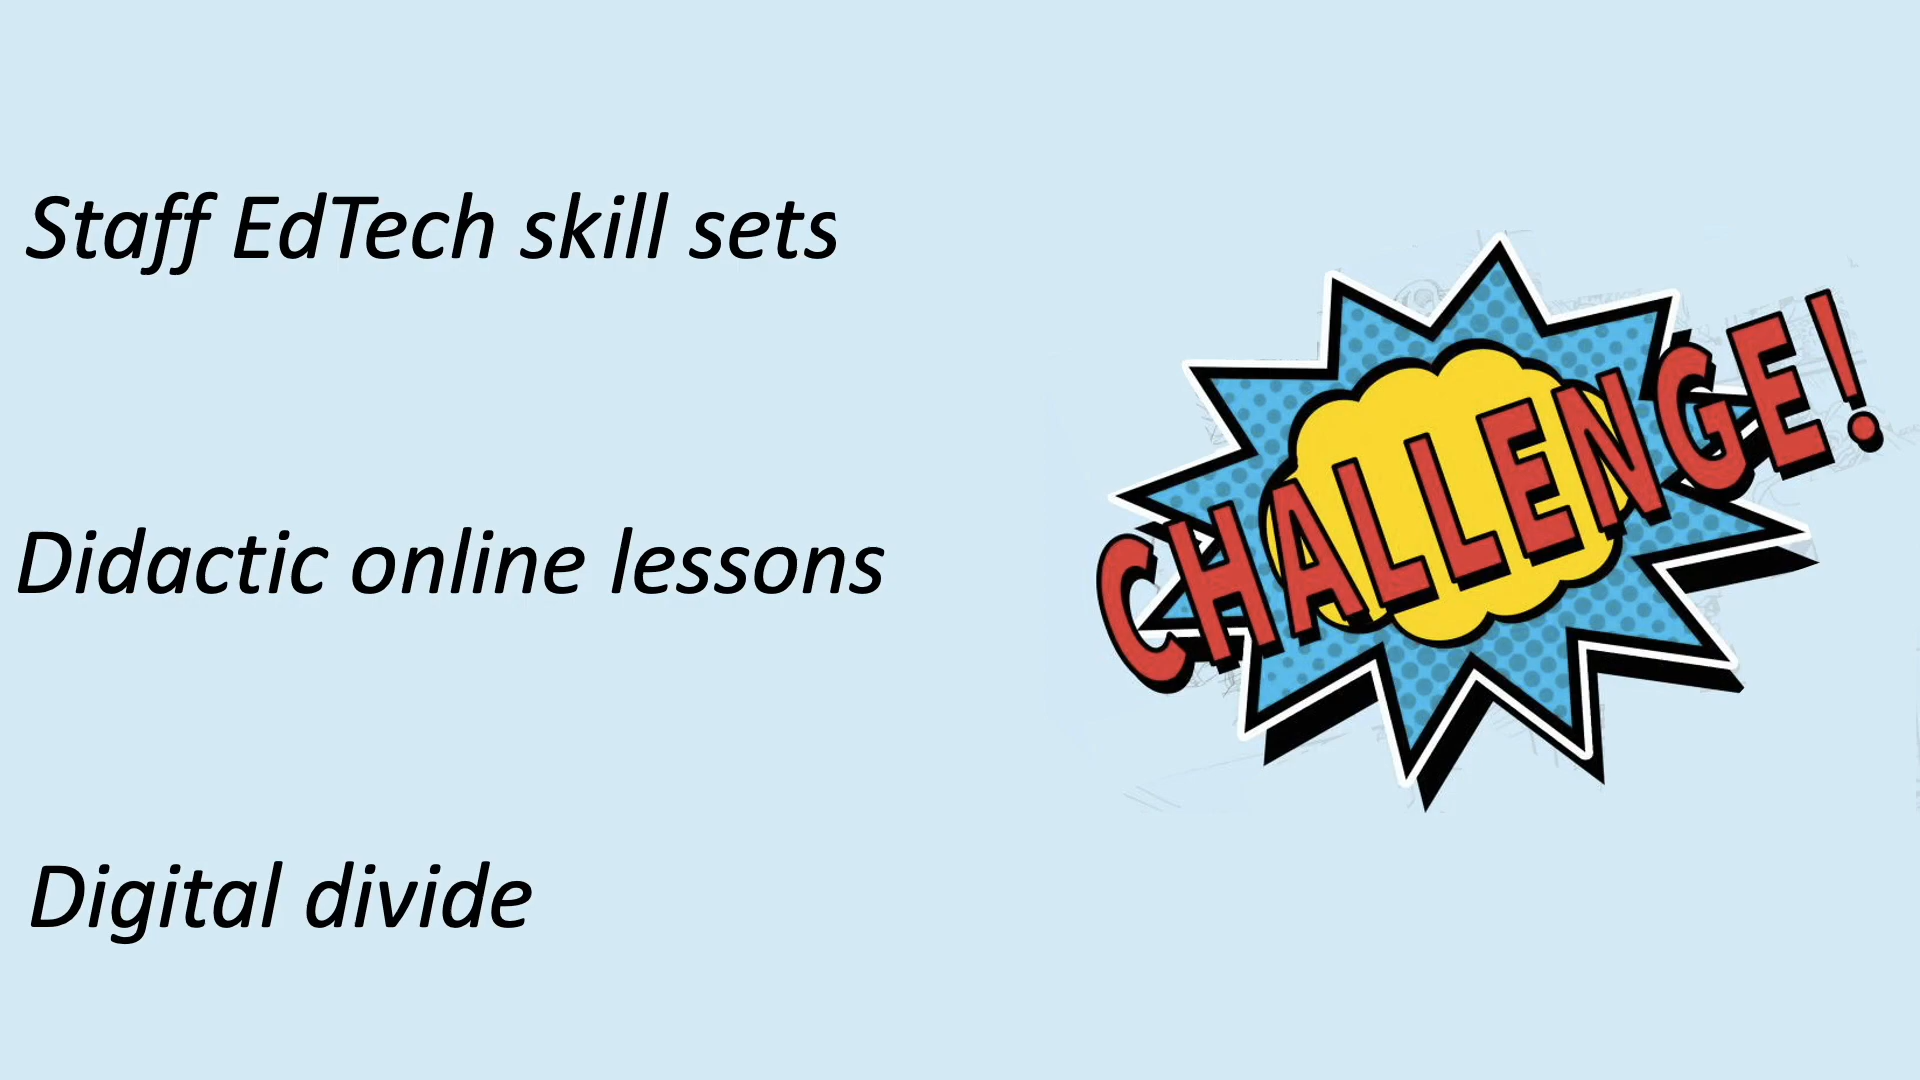 Staff EdTech skill sets
CHALLENGE!
Didactic online lessons
Digital divide